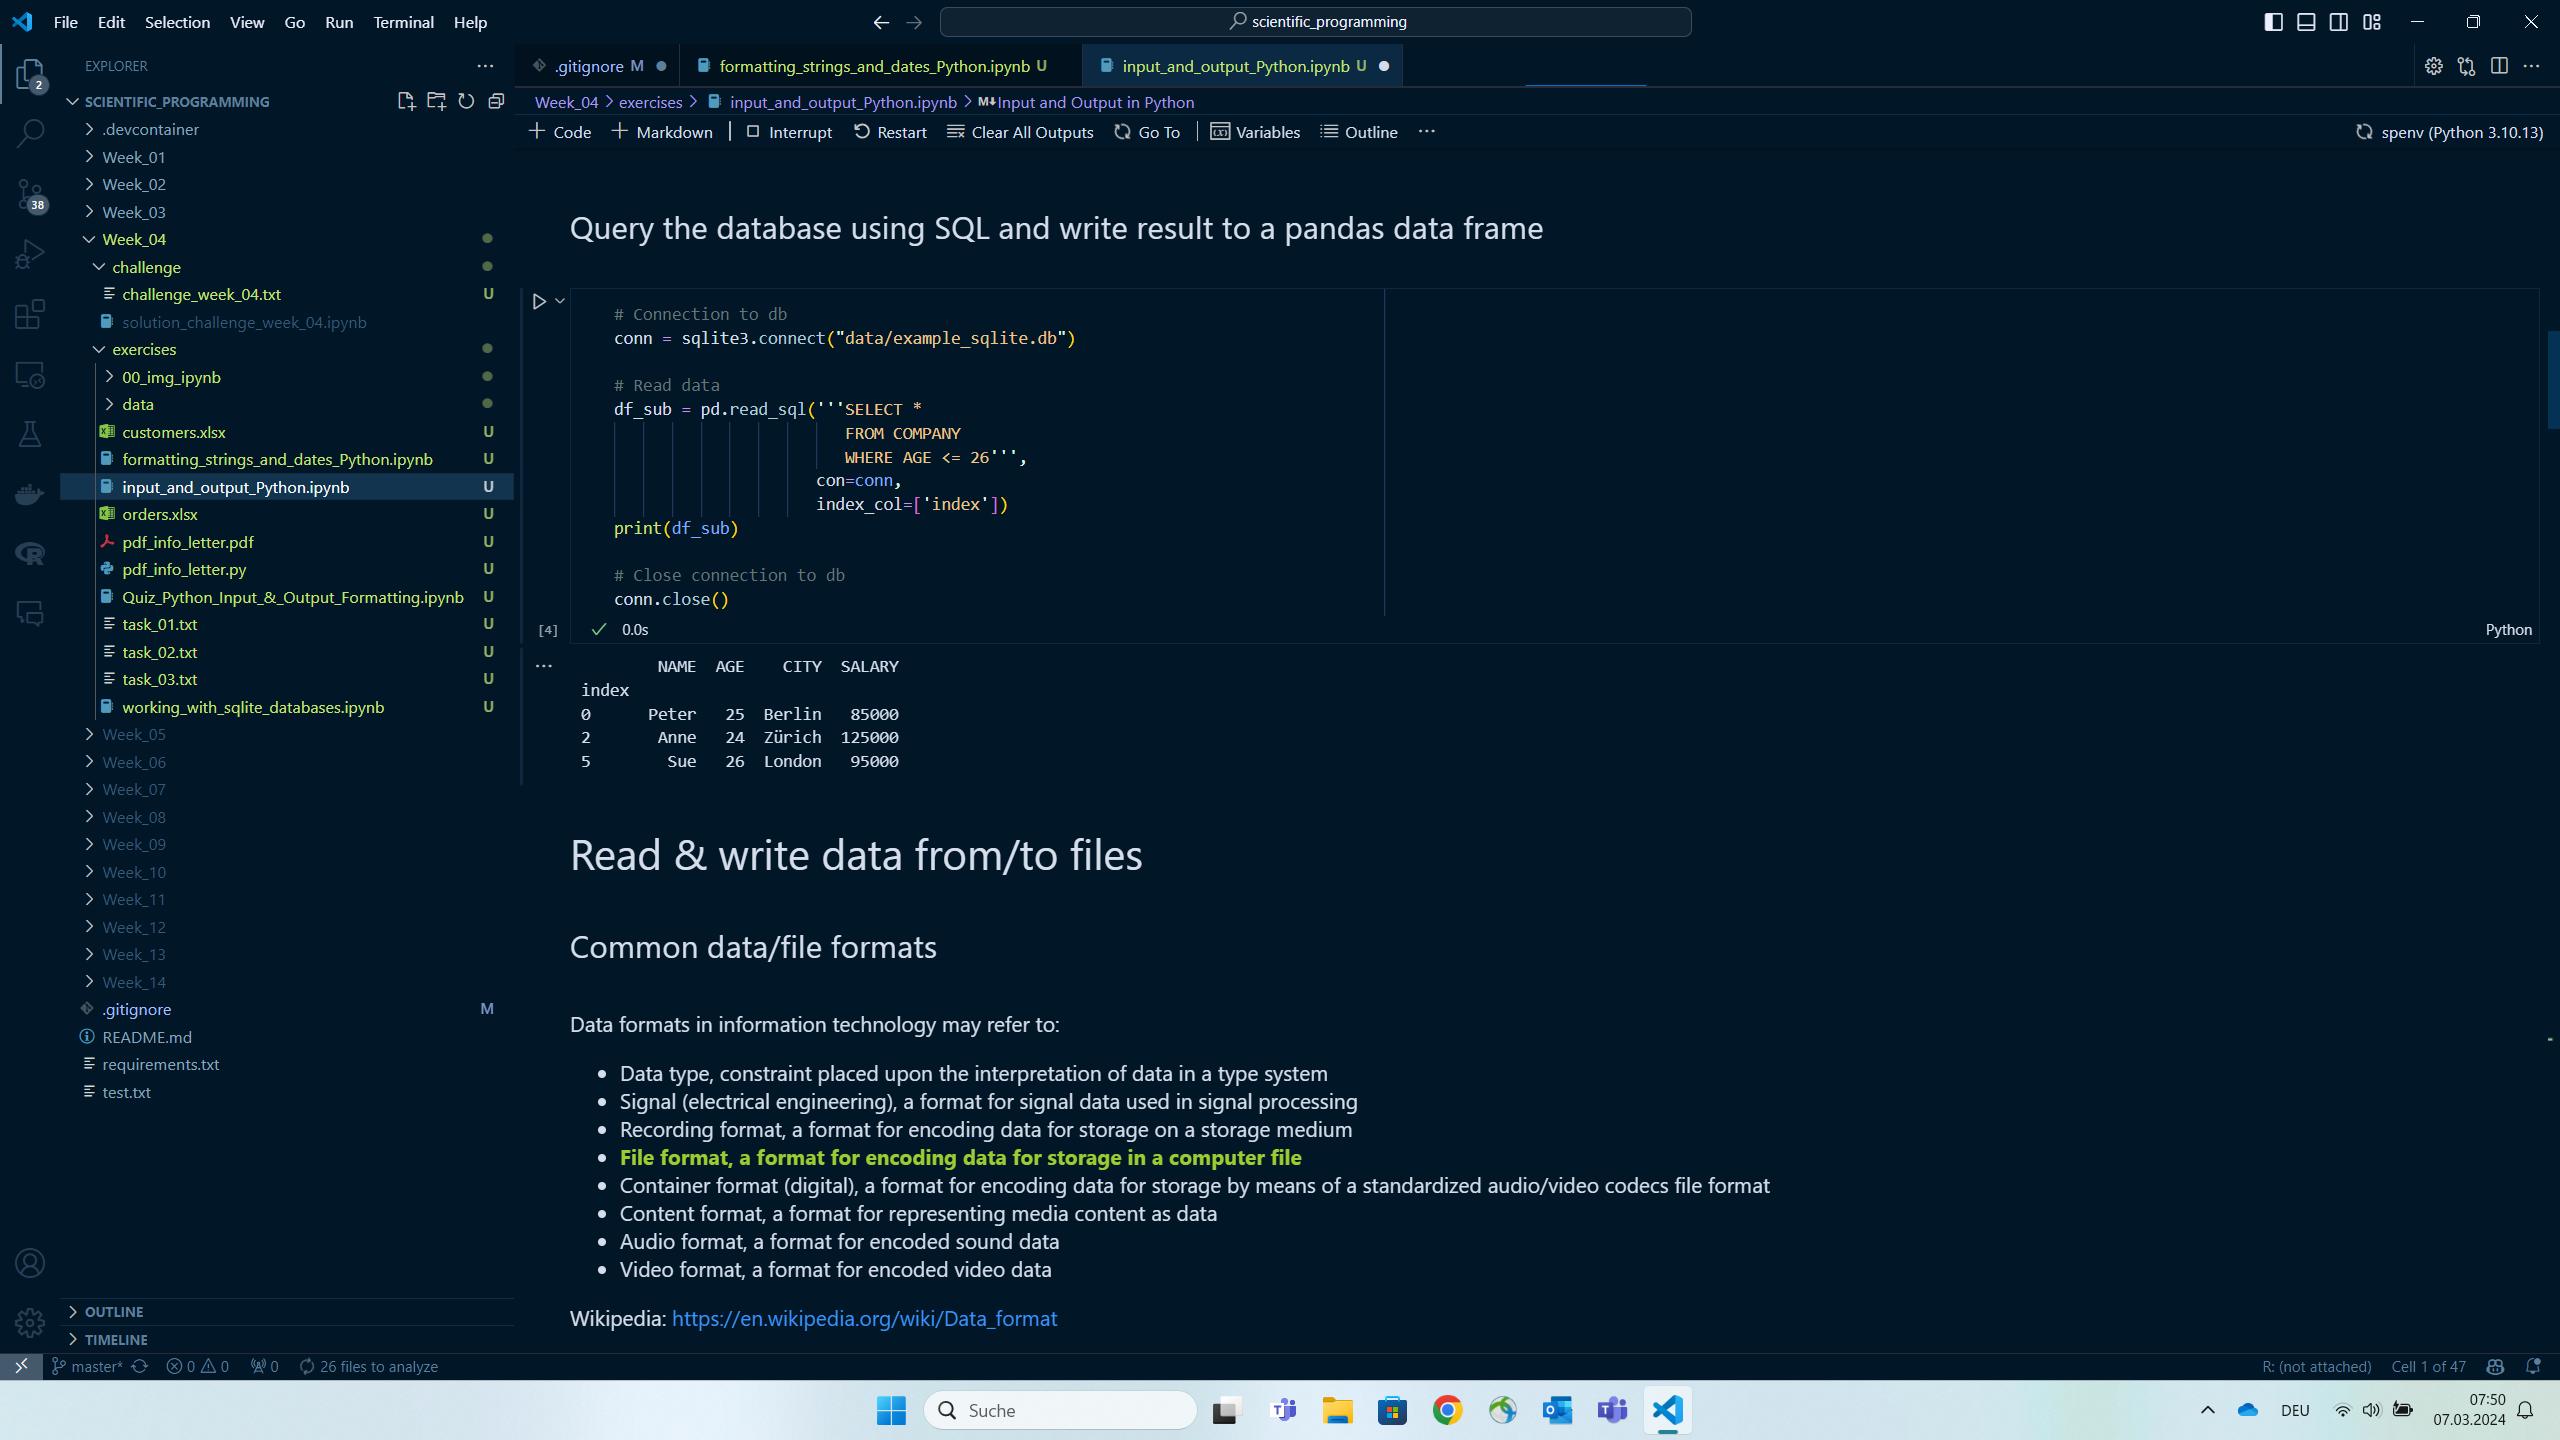 File Edit Selection View Go Run Terminal Help
scientific_programming
EXPLORER
.gitignore M
formatting_strings_and_dates_Python.ipynb U
input_and_output_Python.ipynb U
2
SCIENTIFIC_PROGRAMMING
.devcontainer
Week_01
Week_02
Week_03
38
Week_04
challenge
challenge_week_04.txt U
solution_challenge_week_04.ipynb
exercises
00_img_ipynb
data
customers.xlsx U
formatting_strings_and_dates_Python.ipynb U
input_and_output_Python.ipynb U
orders.xlsx U
pdf_info_letter.pdf U
pdf_info_letter.py U
Quiz_Python_Input_&_Output_Formatting.ipynb U
task_01.txt U
task_02.txt U
task_03.txt U
working_with_sqlite_databases.ipynb U
Week_05
Week_06
Week_07
Week_08
Week_09
Week_10
Week_11
Week_12
Week_13
Week_14
.gitignore M
README.md
requirements.txt
test.txt
OUTLINE
TIMELINE
Week_04 > exercises > input_and_output_Python.ipynb > M↓Input and Output in Python
+ Code + Markdown | Interrupt Restart Clear All Outputs Go To | Variables Outline ...
spenv (Python 3.10.13)
Query the database using SQL and write result to a pandas data frame
# Connection to db
conn = sqlite3.connect("data/example_sqlite.db")
# Read data
df_sub = pd.read_sql('''SELECT *
FROM COMPANY
WHERE AGE <= 26''',
con=conn,
index_col=['index'])
print(df_sub)
# Close connection to db
conn.close()
[4] ✓ 0.0s
Python
NAME AGE CITY SALARY
index
0 Peter 25 Berlin 85000
2 Anne 24 Zürich 125000
5 Sue 26 London 95000
Read & write data from/to files
Common data/file formats
Data formats in information technology may refer to:
• Data type, constraint placed upon the interpretation of data in a type system
• Signal (electrical engineering), a format for signal data used in signal processing
• Recording format, a format for encoding data for storage on a storage medium
• File format, a format for encoding data for storage in a computer file
• Container format (digital), a format for encoding data for storage by means of a standardized audio/video codecs file format
• Content format, a format for representing media content as data
• Audio format, a format for encoded sound data
• Video format, a format for encoded video data
Wikipedia: https://en.wikipedia.org/wiki/Data_format
master* 0 0 0 26 files to analyze
R: (not attached) Cell 1 of 47
Suche
DEU
07:50
07.03.2024